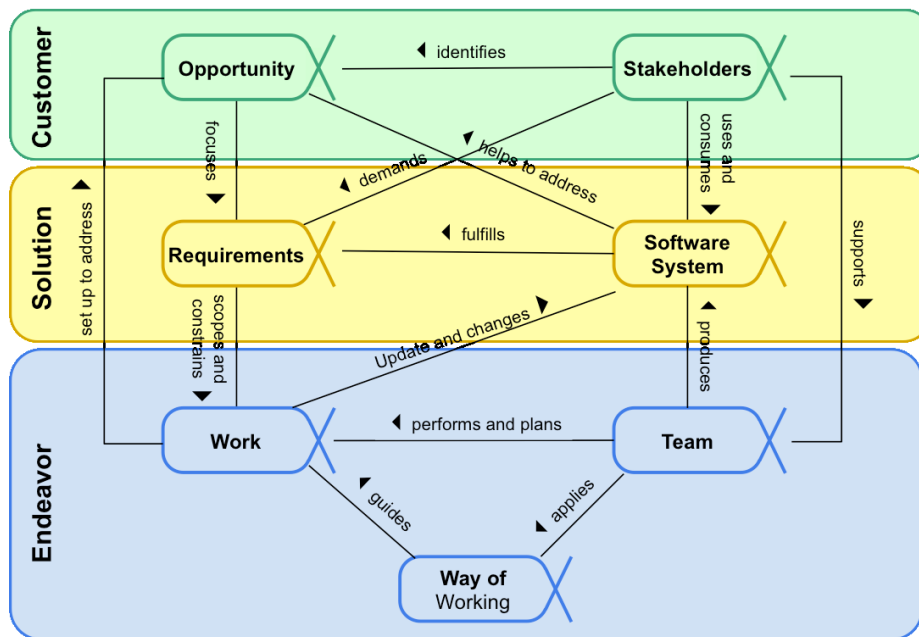 Customer
Opportunity
identifies
Stakeholders
focuses
demands
helps to address
uses and
consumes
Solution
set up to address
Requirements
fulfills
Software
System
supports
scopes and
constrains
Update and changes
produces
Endeavor
Work
performs and plans
Team
guides
applies
Way of
Working